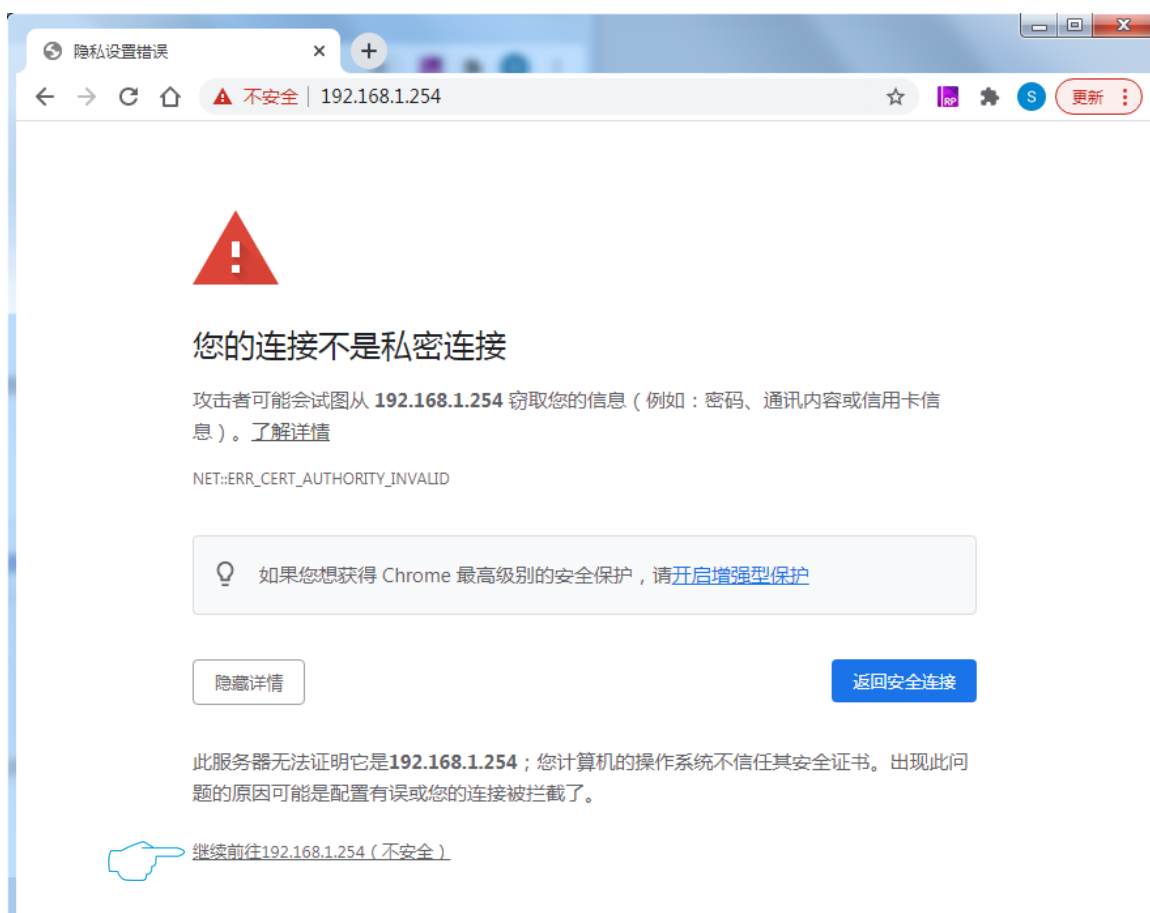 隐私设置错误
不安全 | 192.168.1.254
RP
S
更新
您的连接不是私密连接
攻击者可能会试图从 192.168.1.254 窃取您的信息（例如：密码、通讯内容或信用卡信
息）。了解详情
NET::ERR_CERT_AUTHORITY_INVALID
如果您想获得 Chrome 最高级别的安全保护，请开启增强型保护
隐藏详情
返回安全连接
此服务器无法证明它是192.168.1.254；您计算机的操作系统不信任其安全证书。出现此问
题的原因可能是配置有误或您的连接被拦截了。
继续前往192.168.1.254（不安全）